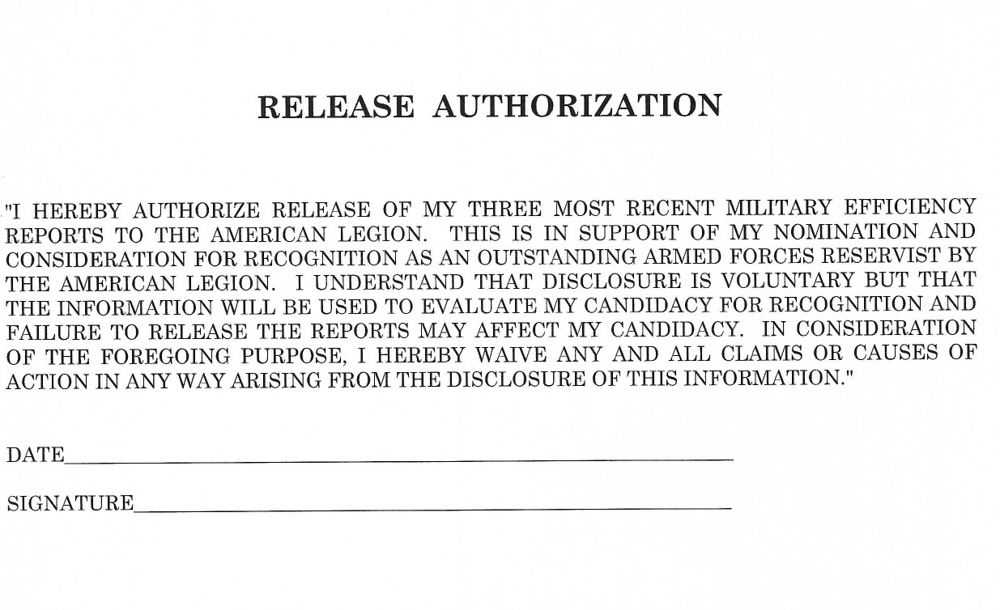 RELEASE AUTHORIZATION
"I HEREBY AUTHORIZE RELEASE OF MY THREE MOST RECENT MILITARY EFFICIENCY
REPORTS TO THE AMERICAN LEGION. THIS IS IN SUPPORT OF MY NOMINATION AND
CONSIDERATION FOR RECOGNITION AS AN OUTSTANDING ARMED FORCES RESERVIST BY
THE AMERICAN LEGION. I UNDERSTAND THAT DISCLOSURE IS VOLUNTARY BUT THAT
THE INFORMATION WILL BE USED TO EVALUATE MY CANDIDACY FOR RECOGNITION AND
FAILURE TO RELEASE THE REPORTS MAY AFFECT MY CANDIDACY. IN CONSIDERATION
OF THE FOREGOING PURPOSE, I HEREBY WAIVE ANY AND ALL CLAIMS OR CAUSES OF
ACTION IN ANY WAY ARISING FROM THE DISCLOSURE OF THIS INFORMATION."
DATE
SIGNATURE